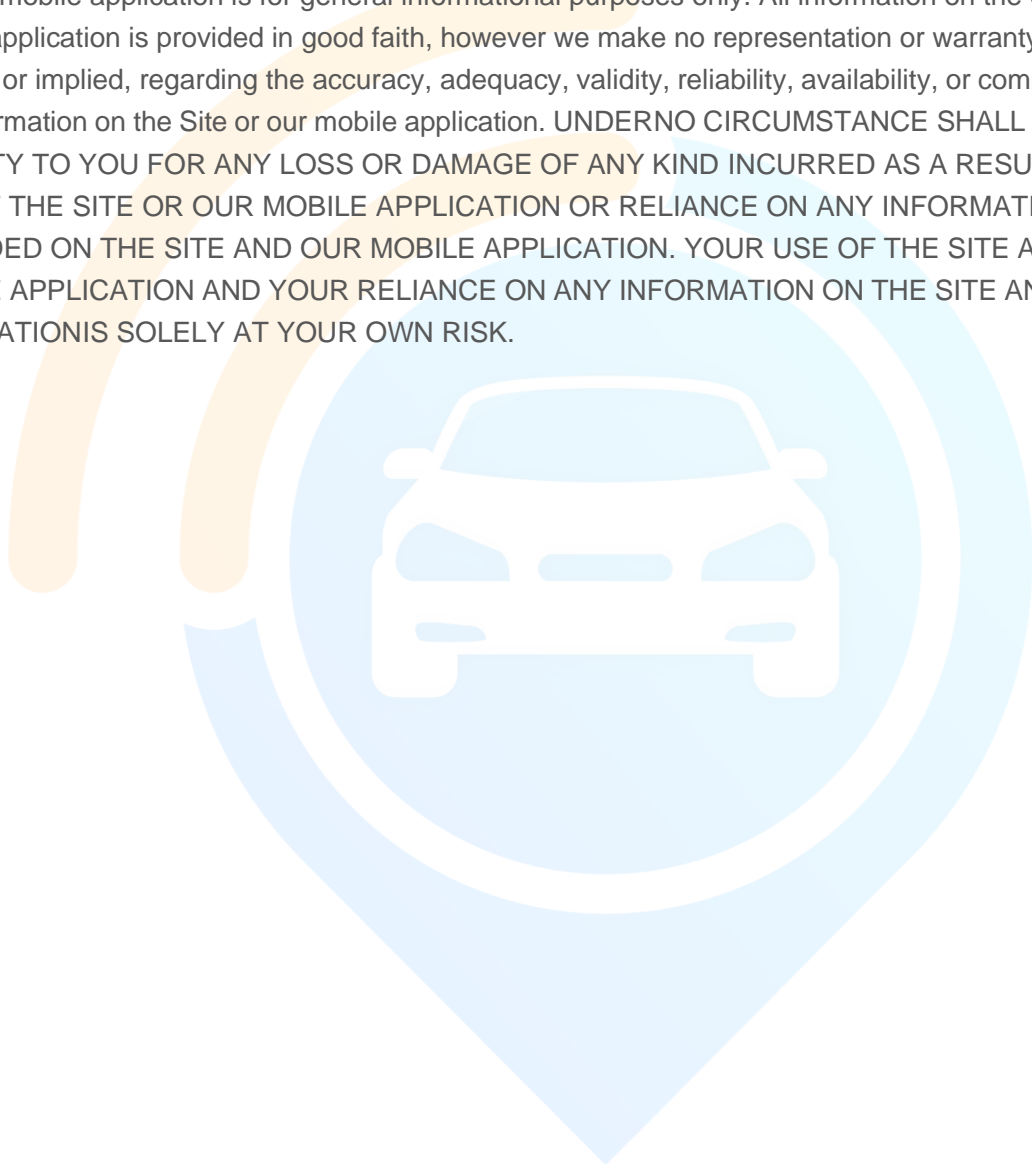 mobile application is for general informational purposes only. All information on the
application is provided in good faith, however we make no representation or warranty
or implied, regarding the accuracy, adequacy, validity, reliability, availability, or com
rmation on the Site or our mobile application. UNDERNO CIRCUMSTANCE SHALL
TY TO YOU FOR ANY LOSS OR DAMAGE OF ANY KIND INCURRED AS A RESU
THE SITE OR OUR MOBILE APPLICATION OR RELIANCE ON ANY INFORMATI
DED ON THE SITE AND OUR MOBILE APPLICATION. YOUR USE OF THE SITE A
APPLICATION AND YOUR RELIANCE ON ANY INFORMATION ON THE SITE AN
ATIONIS SOLELY AT YOUR OWN RISK.